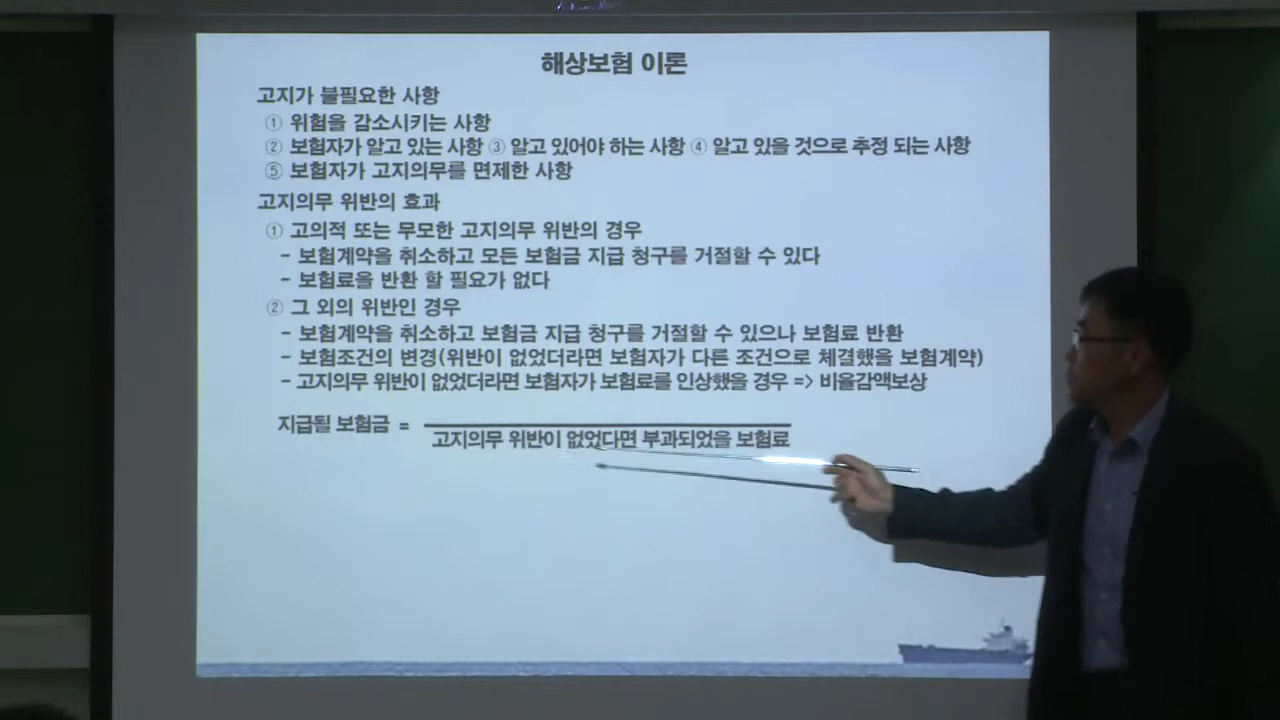 해상보험 이론
고지가 불필요한 사항
① 위험을 감소시키는 사항
② 보험자가 알고 있는 사항 ③ 알고 있어야 하는 사항 ④ 알고 있을 것으로 추정 되는 사항
⑤ 보험자가 고지의무를 면제한 사항
고지의무 위반의 효과
① 고의적 또는 무모한 고지의무 위반의 경우
- 보험계약을 취소하고 모든 보험금 지급 청구를 거절할 수 있다
- 보험료을 반환 할 필요가 없다
② 그 외의 위반인 경우
- 보험계약을 취소하고 보험금 지급 청구를 거절할 수 있으나 보험료 반환
- 보험조건의 변경(위반이 없었더라면 보험자가 다른 조건으로 체결했을 보험계약)
- 고지의무 위반이 없었더라면 보험자가 보험료를 인상했을 경우 => 비율감액보상
지급될 보험금 =
고지의무 위반이 없었다면 부과되었을 보험료